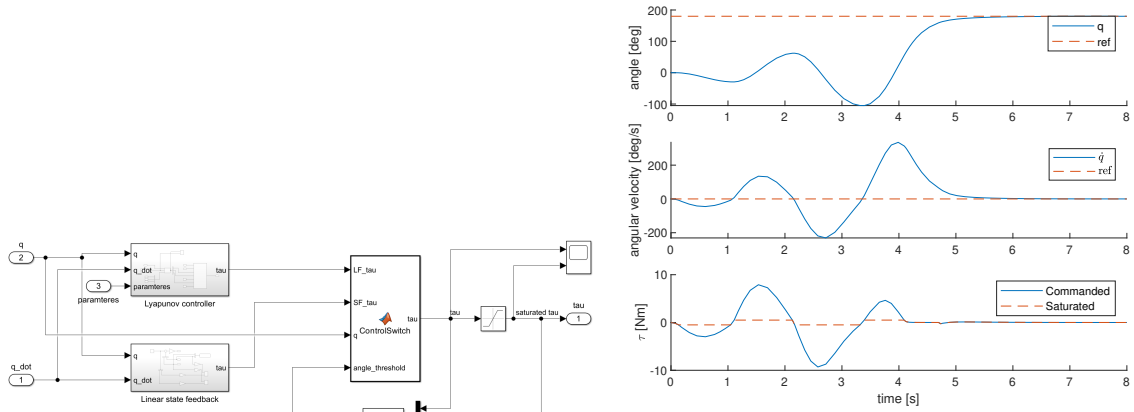 q
2
q_dot
1
3
paramteres
q
q_dot
paramteres
tau
Lyapunov controller
q
q_dot
tau
Linear state feedback
LF_tau
SF_tau
q
angle_threshold
tau
ControlSwitch
tau
saturated tau
tau
1
angle [deg]
200
100
0
-100
0 1 2 3 4 5 6 7 8
q
ref
angular velocity [deg/s]
200
0
-200
0 1 2 3 4 5 6 7 8
q̇
ref
τ [Nm]
10
0
-10
0 1 2 3 4 5 6 7 8
Commanded
Saturated
time [s]